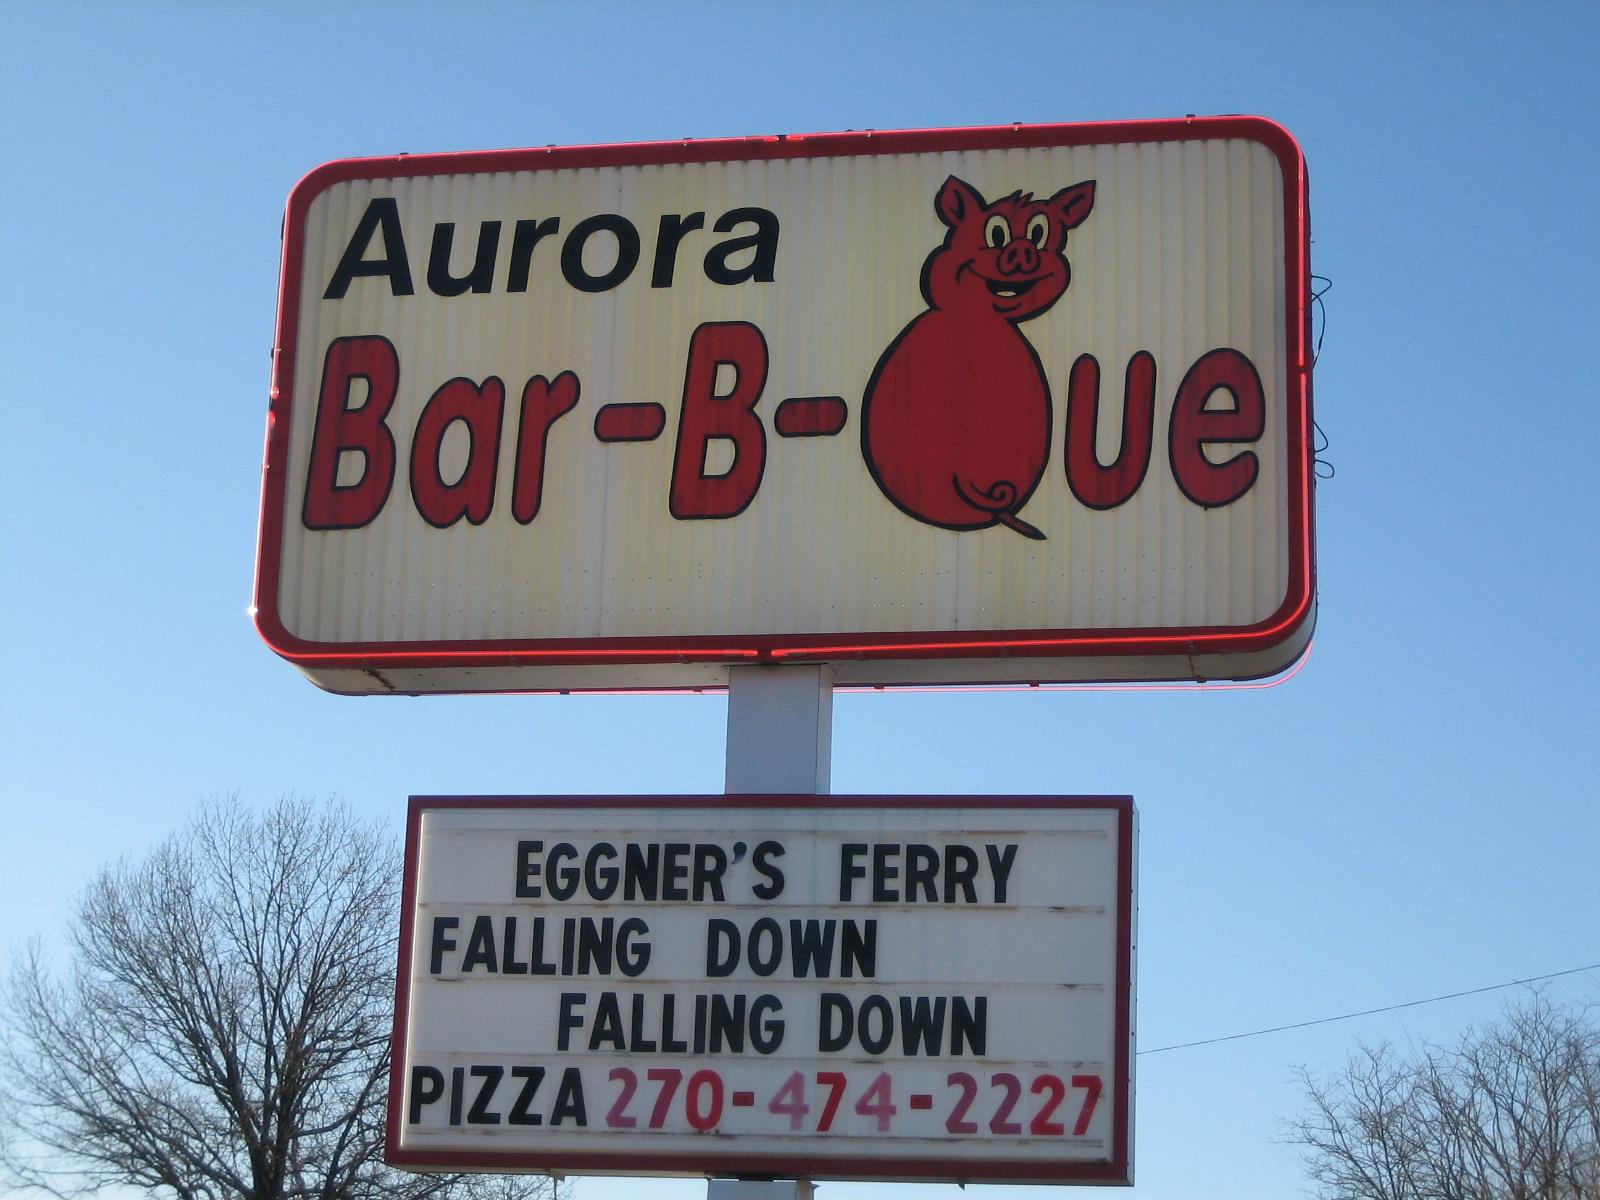 Aurora
Bar-B-Que
EGGNER'S FERRY
FALLING DOWN
FALLING DOWN
PIZZA 270-474-2227